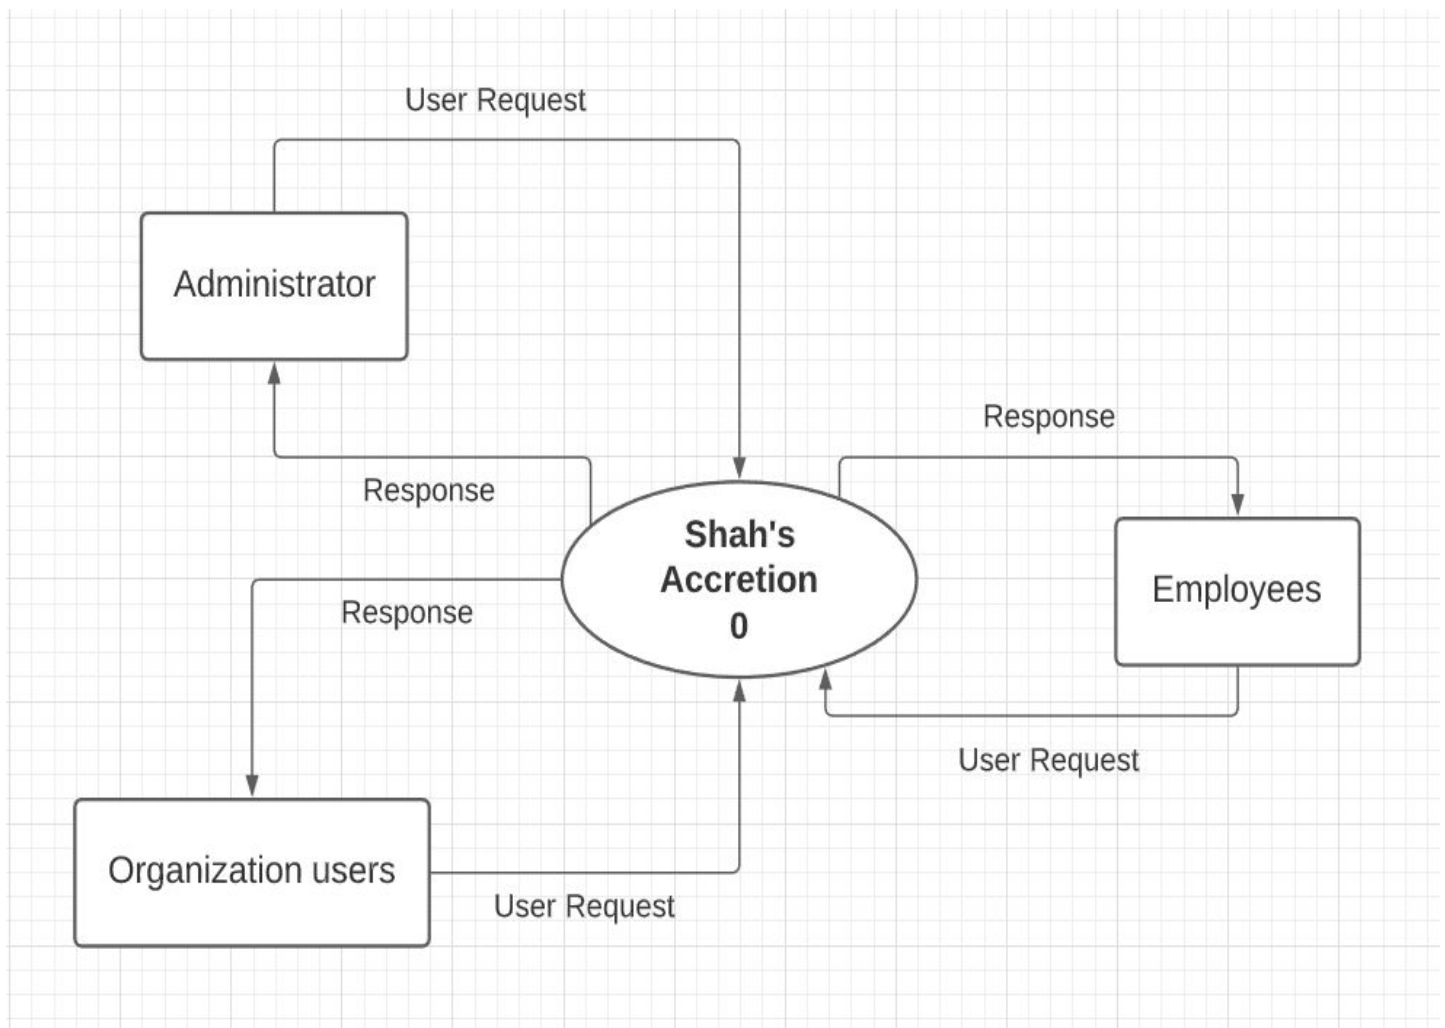 User Request
Administrator
Response
Response
Shah's
Accretion
0
Employees
Response
User Request
Organization users
User Request